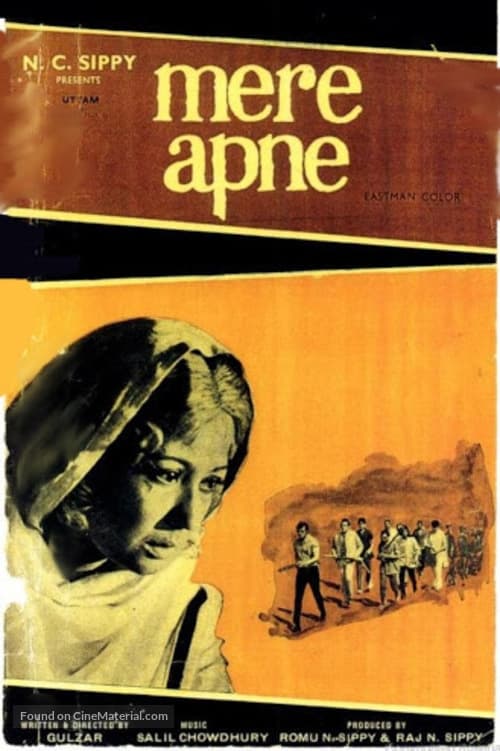 N. C. SIPPY
PRESENTS
UTTAM
mere
apne
EASTMAN COLOR
WRITTEN & DIRECTED BY
GULZAR
MUSIC
SALIL CHOWDHURY
PRODUCED BY
ROMU N. SIPPY & RAJ N. SIPPY
Found on CineMaterial.com